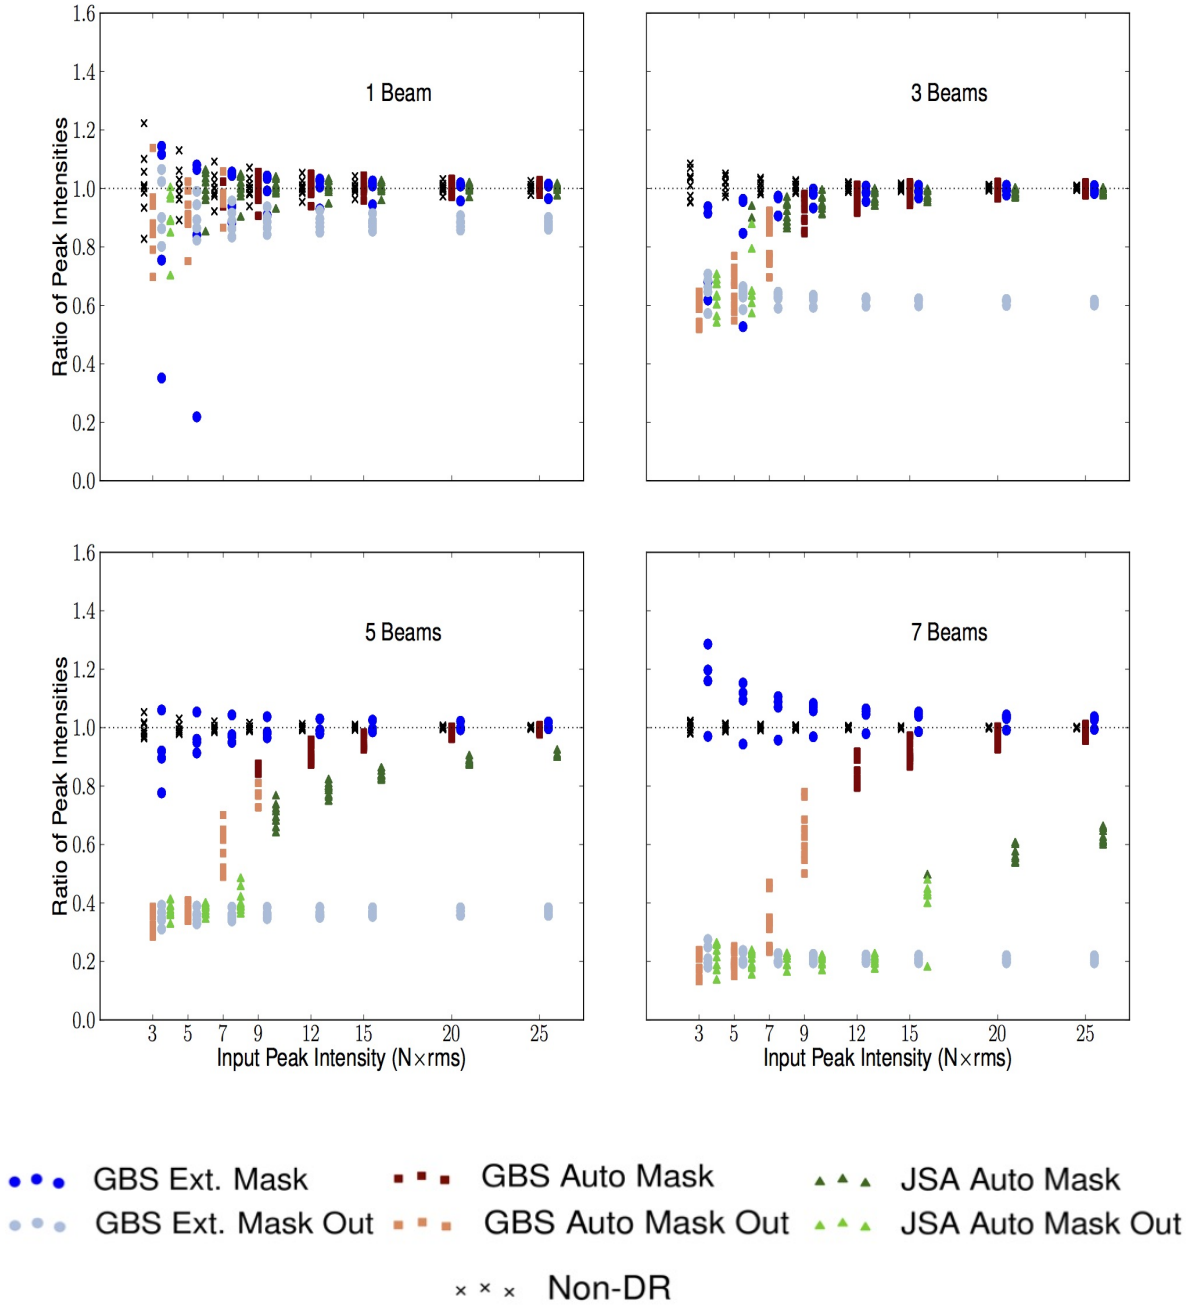 1.6
1.4
1.2
1.0
0.8
0.6
0.4
0.2
0.0
Ratio of Peak Intensities
1 Beam
3 Beams
1.6
1.4
1.2
1.0
0.8
0.6
0.4
0.2
0.0
Ratio of Peak Intensities
5 Beams
7 Beams
3 5 7 9 12 15 20 25
3 5 7 9 12 15 20 25
Input Peak Intensity (N×rms)
Input Peak Intensity (N×rms)
GBS Ext. Mask
GBS Auto Mask
JSA Auto Mask
GBS Ext. Mask Out
GBS Auto Mask Out
JSA Auto Mask Out
Non-DR